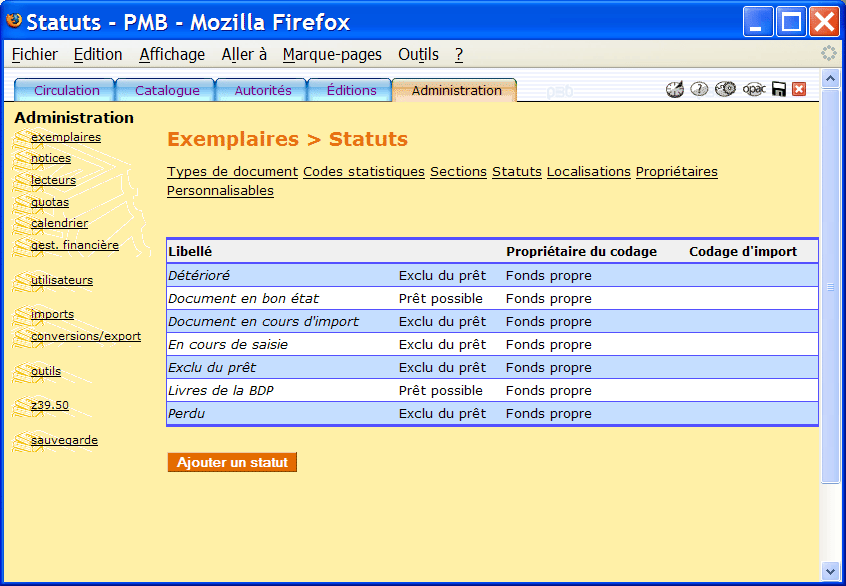 Statuts - PMB - Mozilla Firefox
Fichier Edition Affichage Aller à Marque-pages Outils ?
Circulation Catalogue Autorités Éditions Administration pmb opac
Administration
exemplaires
notices
lecteurs
quotas
calendrier
gest. financière
utilisateurs
imports
conversions/export
outils
z39.50
sauvegarde
Exemplaires > Statuts
Types de document Codes statistiques Sections Statuts Localisations Propriétaires
Personnalisables
Libellé Propriétaire du codage Codage d'import
Détérioré Exclu du prêt Fonds propre
Document en bon état Prêt possible Fonds propre
Document en cours d'import Exclu du prêt Fonds propre
En cours de saisie Exclu du prêt Fonds propre
Exclu du prêt Exclu du prêt Fonds propre
Livres de la BDP Prêt possible Fonds propre
Perdu Exclu du prêt Fonds propre
Ajouter un statut